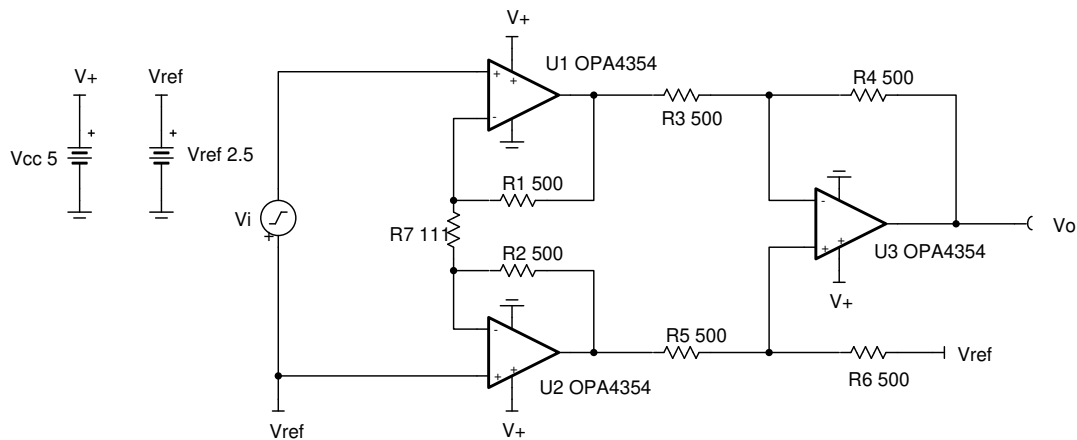 V+
U1 OPA4354
R4 500
V+
Vref
R3 500
Vcc 5
Vref 2.5
R1 500
Vi
R7 111
R2 500
Vo
U3 OPA4354
V+
R5 500
Vref
R6 500
U2 OPA4354
Vref
V+